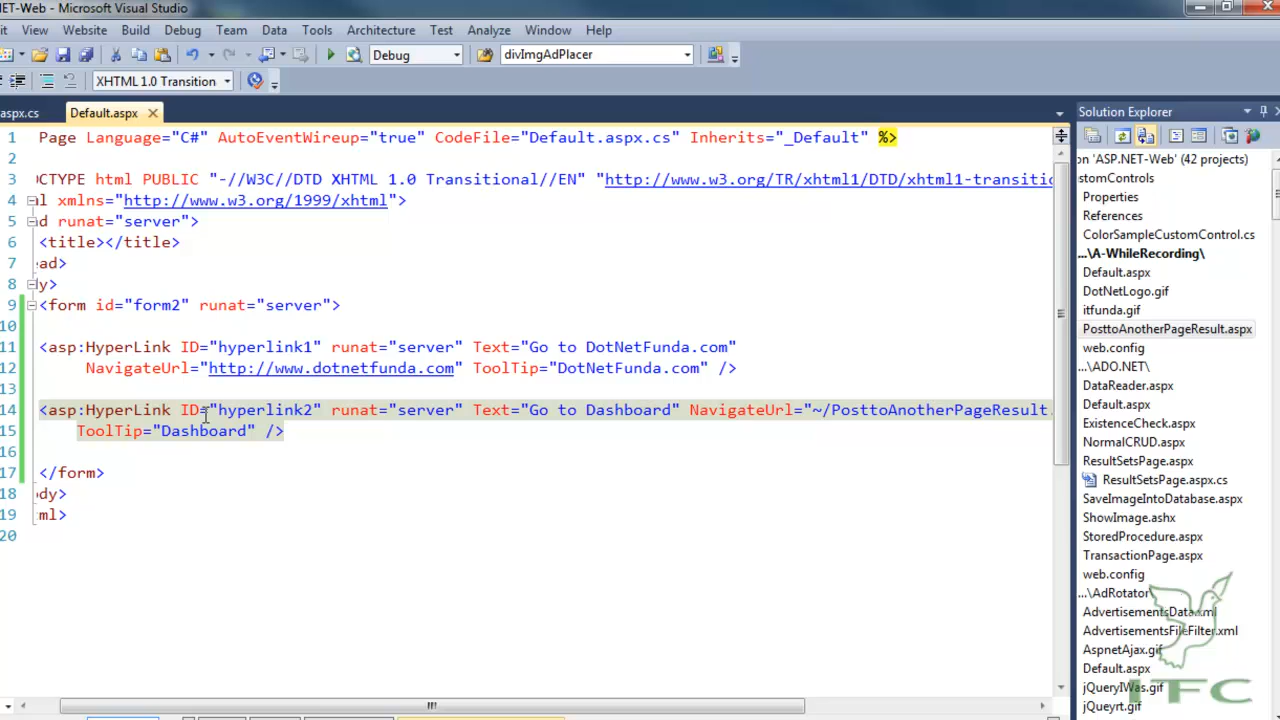 NET-Web - Microsoft Visual Studio
it View Website Build Debug Team Data Tools Architecture Test Analyze Window Help
Debug divImgAdPlacer
XHTML 1.0 Transition
aspx.cs Default.aspx
Solution Explorer
1 Page Language="C#" AutoEventWireup="true" CodeFile="Default.aspx.cs" Inherits="_Default" %>
2
3 OCTYPE html PUBLIC "-//W3C//DTD XHTML 1.0 Transitional//EN" "http://www.w3.org/TR/xhtml1/DTD/xhtml1-transitio
4 l xmlns="http://www.w3.org/1999/xhtml">
5 d runat="server">
6 <title></title>
7 ead>
8 dy>
9 <form id="form2" runat="server">
10
11 <asp:HyperLink ID="hyperlink1" runat="server" Text="Go to DotNetFunda.com"
12 NavigateUrl="http://www.dotnetfunda.com" ToolTip="DotNetFunda.com" />
13
14 <asp:HyperLink ID="hyperlink2" runat="server" Text="Go to Dashboard" NavigateUrl="~/PosttoAnotherPageResult.
15 ToolTip="Dashboard" />
16
17 </form>
18 ody>
19 ml>
20
on 'ASP.NET-Web' (42 projects)
stomControls
Properties
References
ColorSampleCustomControl.cs
...\A-WhileRecording\
Default.aspx
DotNetLogo.gif
itfunda.gif
PosttoAnotherPageResult.aspx
web.config
...\ADO.NET\
DataReader.aspx
Default.aspx
ExistenceCheck.aspx
NormalCRUD.aspx
ResultSetsPage.aspx
ResultSetsPage.aspx.cs
SaveImageIntoDatabase.aspx
ShowImage.ashx
StoredProcedure.aspx
TransactionPage.aspx
web.config
...\AdRotator\
AdvertisementsData.xml
AdvertisementsFileFilter.xml
AspnetAjax.gif
Default.aspx
jQueryIWas.gif
jQueyrt.gif
ITFC